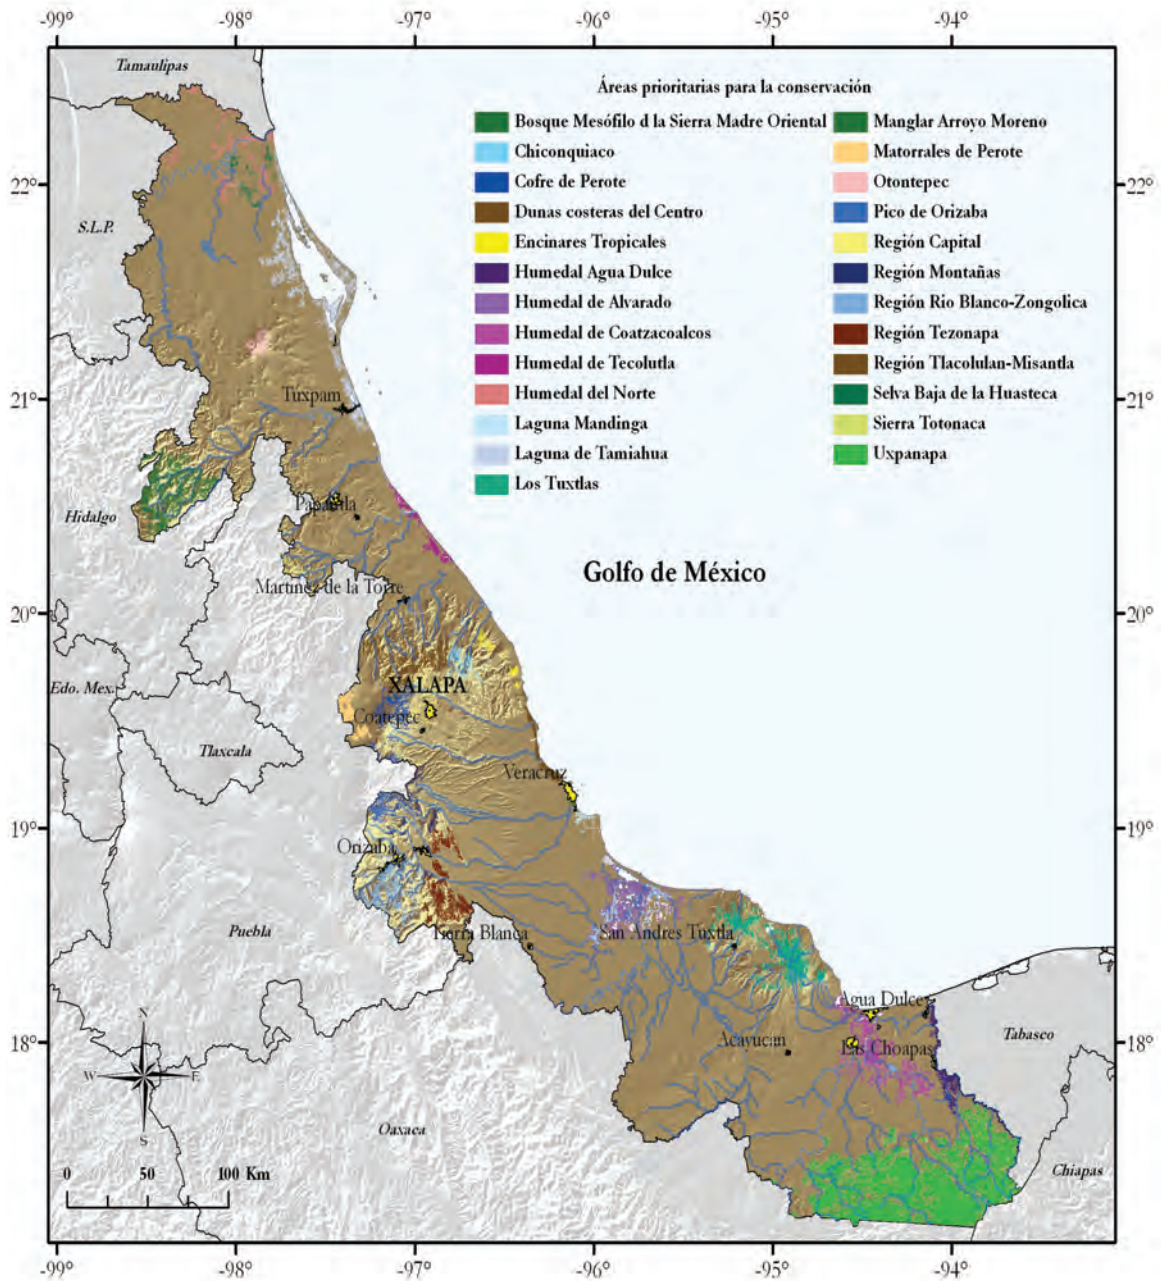 -99° -98° -97° -96° -95° -94°
Tamaulipas
Áreas prioritarias para la conservación
Bosque Mesófilo d la Sierra Madre Oriental
Chiconquiaco
Cofre de Perote
Dunas costeras del Centro
Encinares Tropicales
Humedal Agua Dulce
Humedal de Alvarado
Humedal de Coatzacoalcos
Humedal de Tecolutla
Humedal del Norte
Laguna Mandinga
Laguna de Tamiahua
Los Tuxtlas
Manglar Arroyo Moreno
Matorrales de Perote
Otontepec
Pico de Orizaba
Región Capital
Región Montañas
Región Rio Blanco-Zongolica
Región Tezonapa
Región Tlacolulan-Misantla
Selva Baja de la Huasteca
Sierra Totonaca
Uxpanapa
22° 22°
S.L.P.
21° 21°
Tuxpam
Papantla
Hidalgo
Golfo de México
Martinez de la Torre
20° 20°
XALAPA
Edo. Mex.
Coatepec
Tlaxcala
Veracruz
19° 19°
Orizaba
Puebla
Tierra Blanca
San Andres Tuxtla
Agua Dulce
Tabasco
18° 18°
Acayucan
Las Choapas
N
W E
S
Oaxaca
Chiapas
0 50 100 Km
-99° -98° -97° -96° -95° -94°